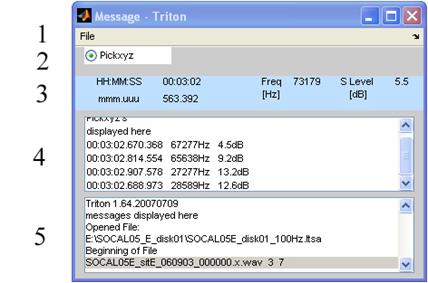 Message - Triton
1
File
2
Pickxyz
3
HH:MM:SS 00:03:02 Freq 73179 S Level 5.5
[Hz] [dB]
mmm.uuu 563.392
Pickxyz's
displayed here
4
00:03:02.670.368 67277Hz 4.5dB
00:03:02.814.554 65638Hz 9.2dB
00:03:02.907.578 27277Hz 13.2dB
00:03:02.688.973 28589Hz 12.6dB
Triton 1.64.20070709
messages displayed here
5
Opened File:
E:\SOCAL05_E_disk01\SOCAL05E_disk01_100Hz.ltsa
Beginning of File
SOCAL05E_sitE_060903_000000.x.wav 3 7